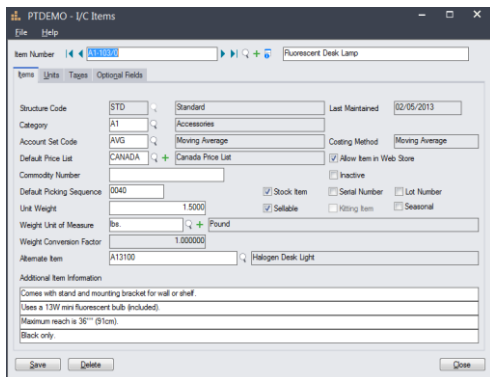 PTDEMO - I/C Items
File Help
Item Number A1-103/0 Fluorescent Desk Lamp
Items Units Taxes Optional Fields
Structure Code STD Standard Last Maintained 02/05/2013
Category A1 Accessories
Account Set Code AVG Moving Average Costing Method Moving Average
Default Price List CANADA Canada Price List Allow Item in Web Store
Commodity Number Inactive
Default Picking Sequence 0040 Stock Item Serial Number Lot Number
Unit Weight 1.5000 Sellable Kitting Item Seasonal
Weight Unit of Measure lbs. Pound
Weight Conversion Factor 1.000000
Alternate Item A13100 Halogen Desk Light
Additional Item Information
Comes with stand and mounting bracket for wall or shelf.
Uses a 13W mini fluorescent bulb (included).
Maximum reach is 36"" (91cm).
Black only.
Save Delete Close